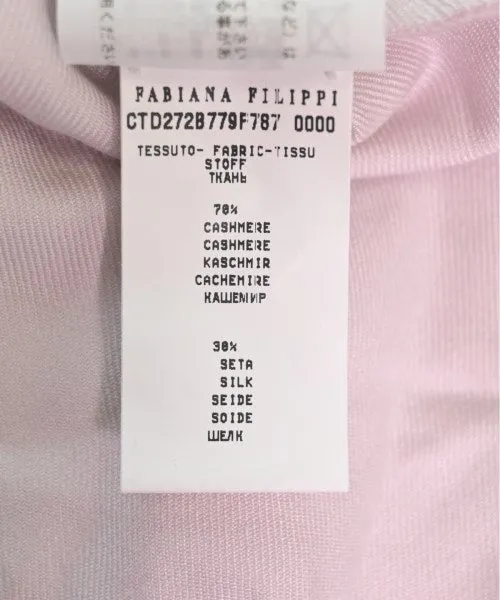 FABIANA FILIPPI
CTD272B779F787 0000
TESSUTO- FABRIC-TISSU
STOFF
ТКАНЬ
70%
CASHMERE
CASHMERE
KASCHMIR
CACHEMIRE
КАШЕМИР
30%
SETA
SILK
SEIDE
SOIDE
ШЕЛК